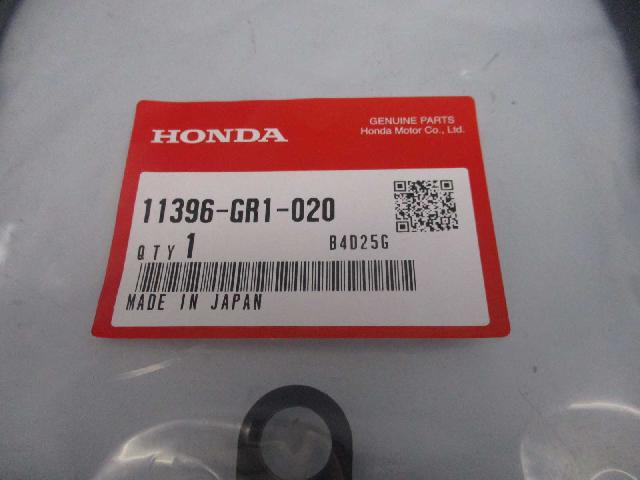 HONDA
GENUINE PARTS
Honda Motor Co., Ltd.
11396-GR1-020
QTY 1
B4D25G
MADE IN JAPAN